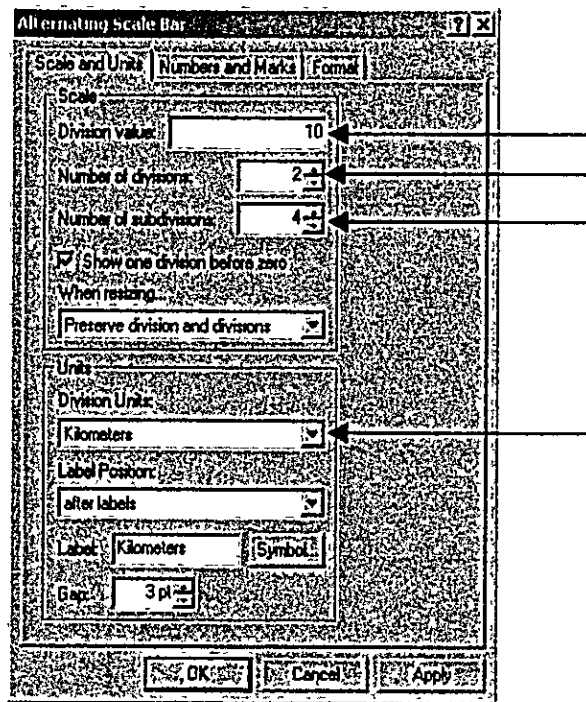 Alternating Scale Bar ? X
Scale and Units Numbers and Marks Format
Scale
Division value: 10
Number of divisions: 2
Number of subdivisions: 4
Show one division before zero
When resizing...
Preserve division and divisions
Units
Division Units:
Kilometers
Label Position:
after labels
Label: Kilometers Symbol...
Gap: 3 pt
OK Cancel Apply